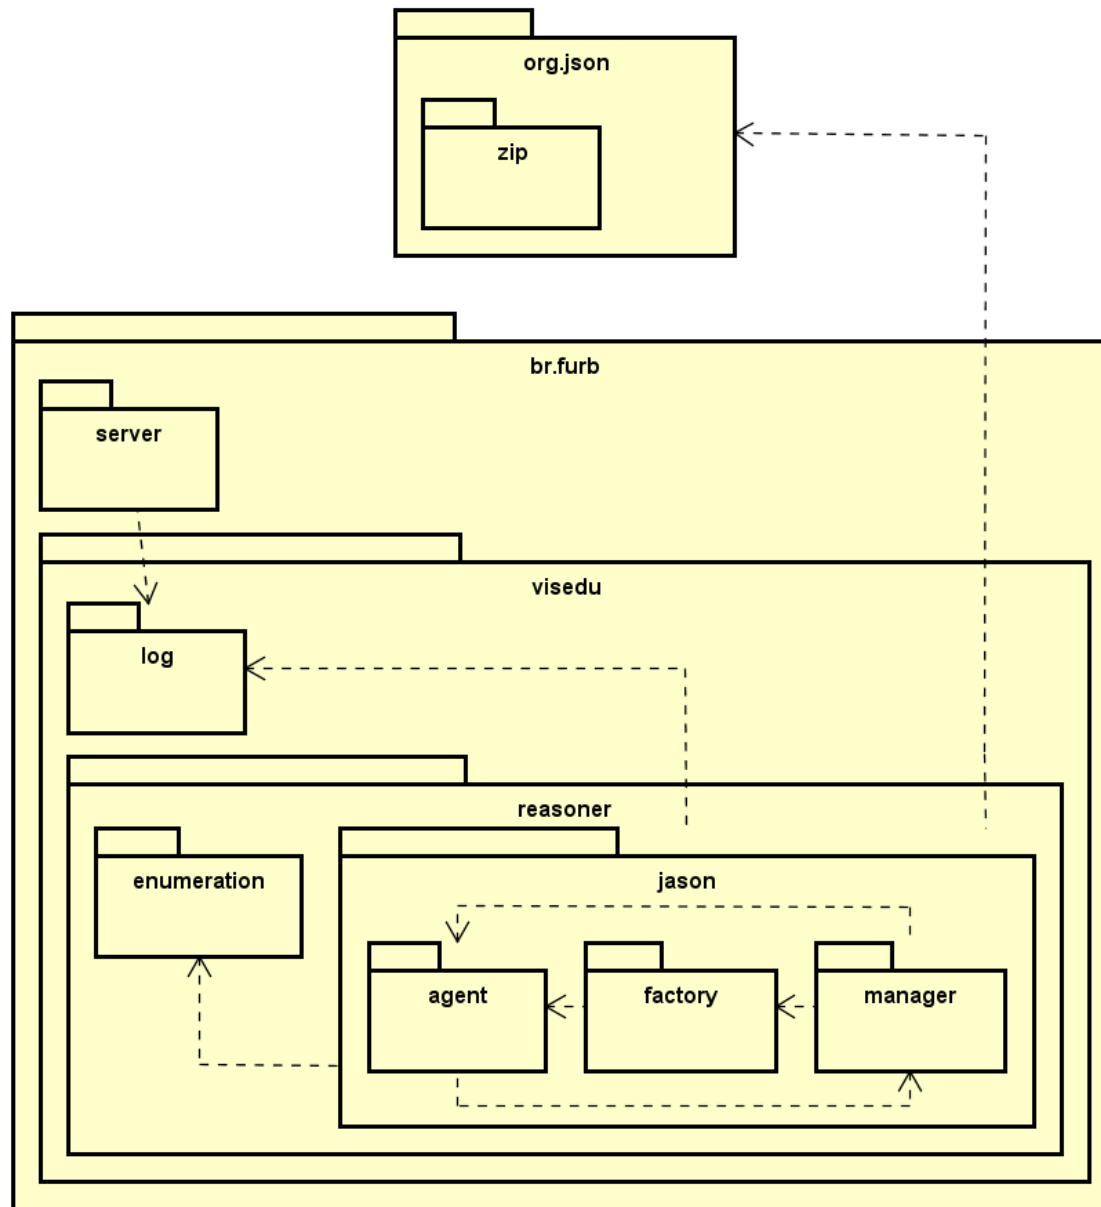 org.json
zip
br.furb
server
visedu
log
reasoner
enumeration
jason
agent
factory
manager